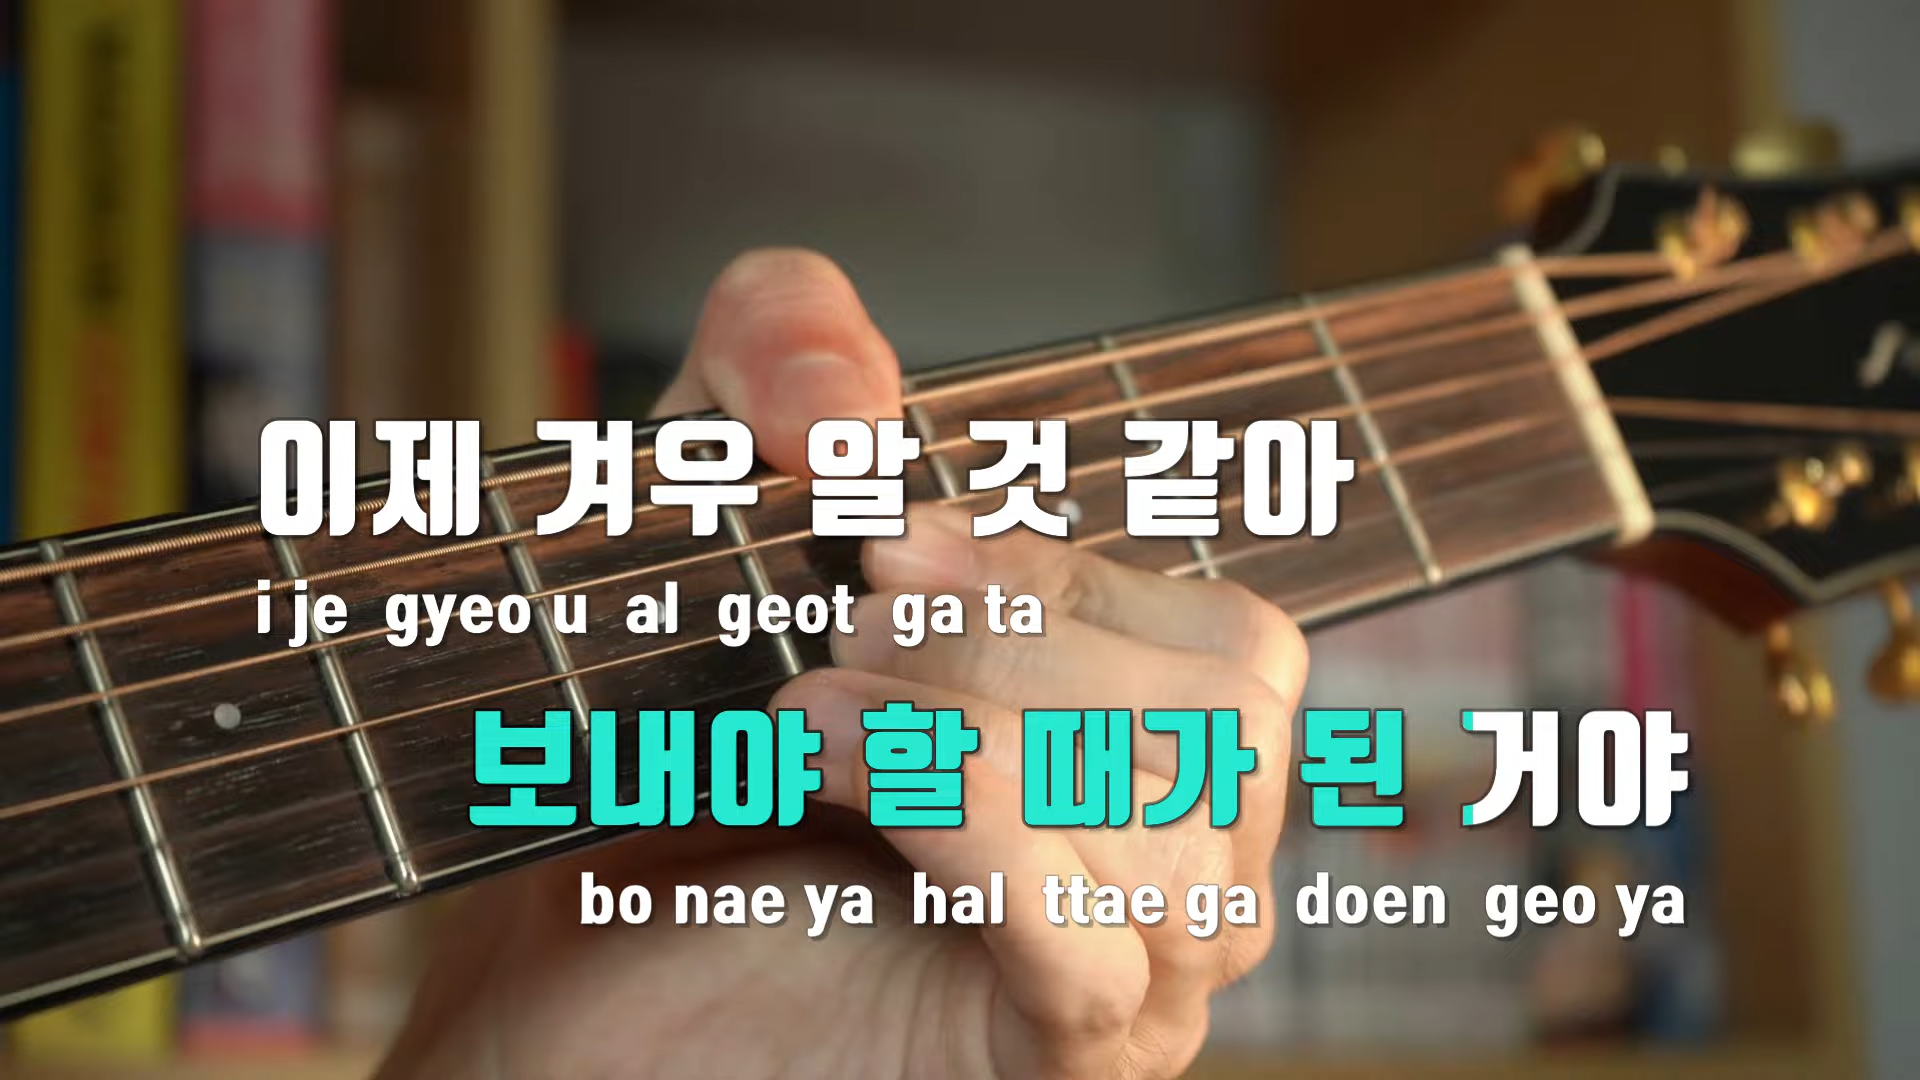 이제 겨우 알 것 같아
i je gyeo u al geot ga ta
보내야 할 때가 된 거야
bo nae ya hal ttae ga doen geo ya